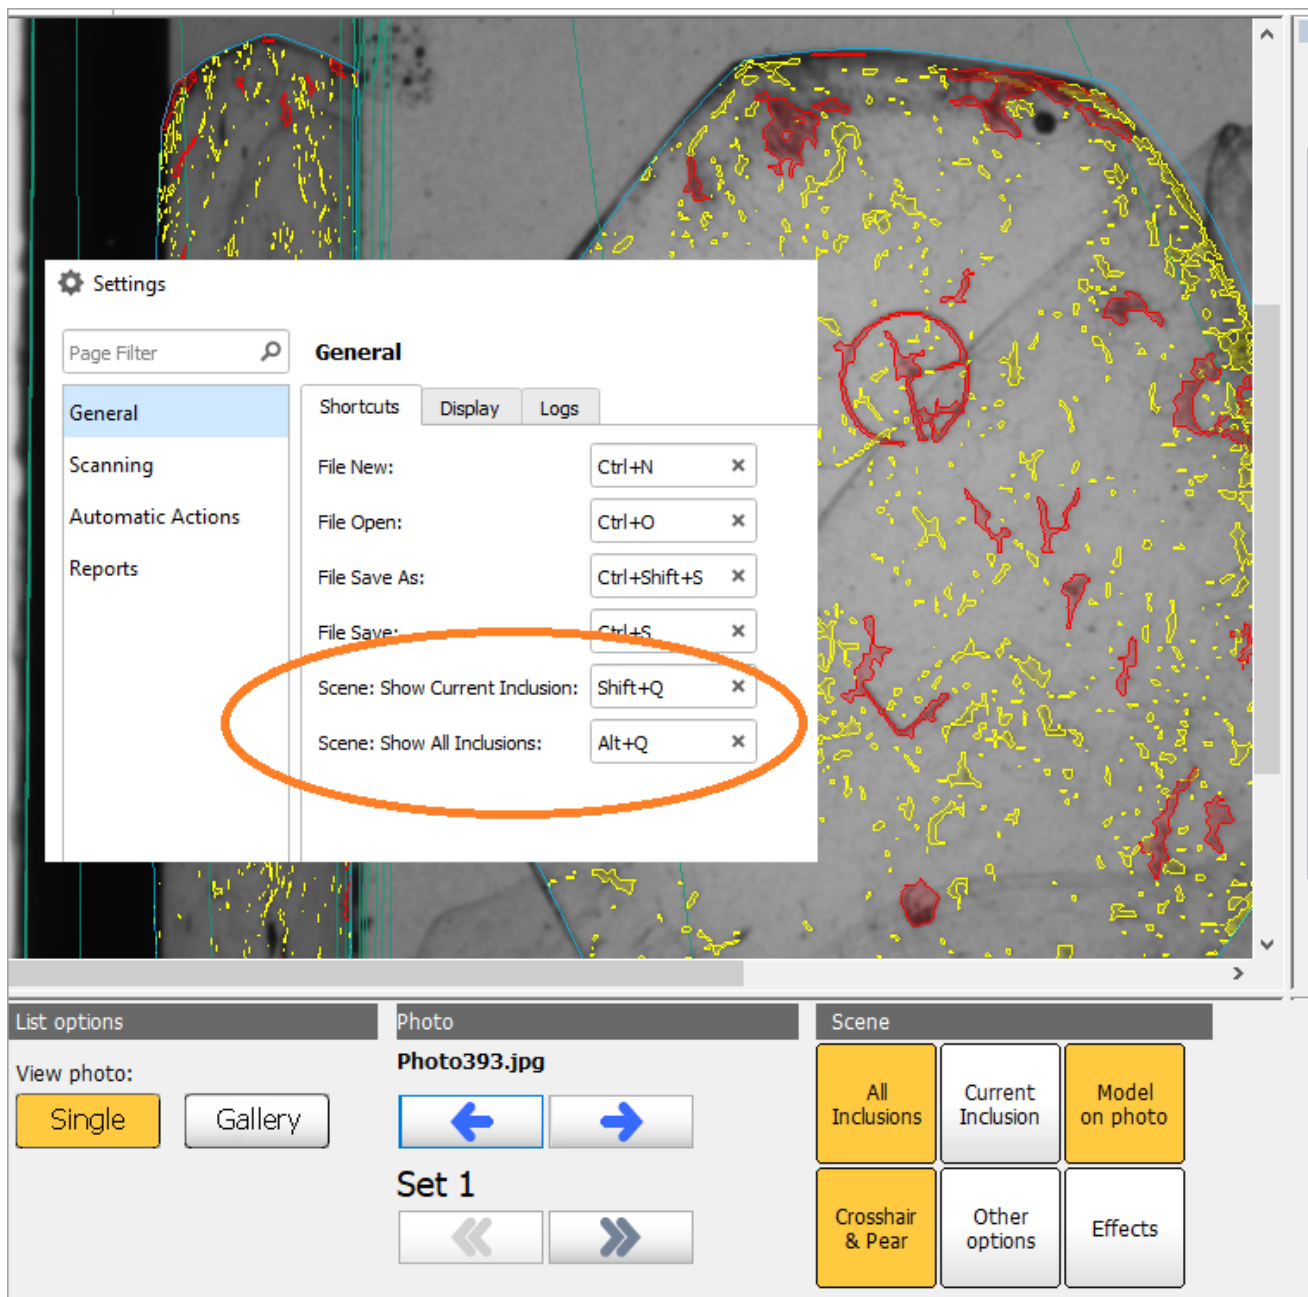 Settings
Page Filter
General
General
Scanning
Automatic Actions
Reports
Shortcuts Display Logs
File New: Ctrl+N
File Open: Ctrl+O
File Save As: Ctrl+Shift+S
File Save: Ctrl+S
Scene: Show Current Inclusion: Shift+Q
Scene: Show All Inclusions: Alt+Q
List options
View photo:
Single Gallery
Photo
Photo393.jpg
Set 1
Scene
All
Inclusions
Current
Inclusion
Model
on photo
Crosshair
& Pear
Other
options
Effects